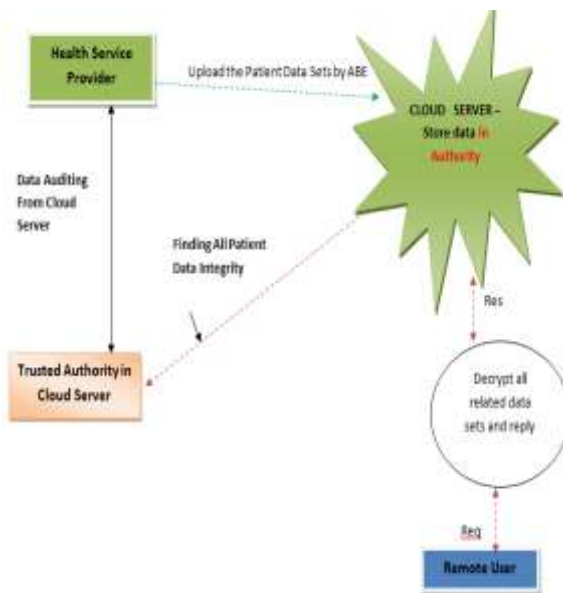 Health Service
Provider
Upload the Patient Data Sets by ABE
CLOUD SERVER –
Store data in
Authority
Data Auditing
From Cloud
Server
Finding All Patient
Data Integrity
Res
Trusted Authority in
Cloud Server
Decrypt all
related data
sets and reply
Req
Remote User